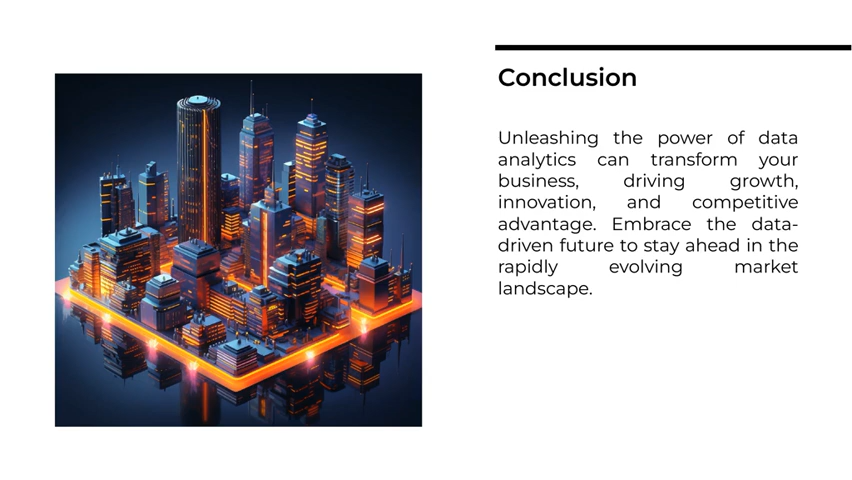 Conclusion
Unleashing the power of data
analytics can transform your
business, driving growth,
innovation, and competitive
advantage. Embrace the data-
driven future to stay ahead in the
rapidly evolving market
landscape.